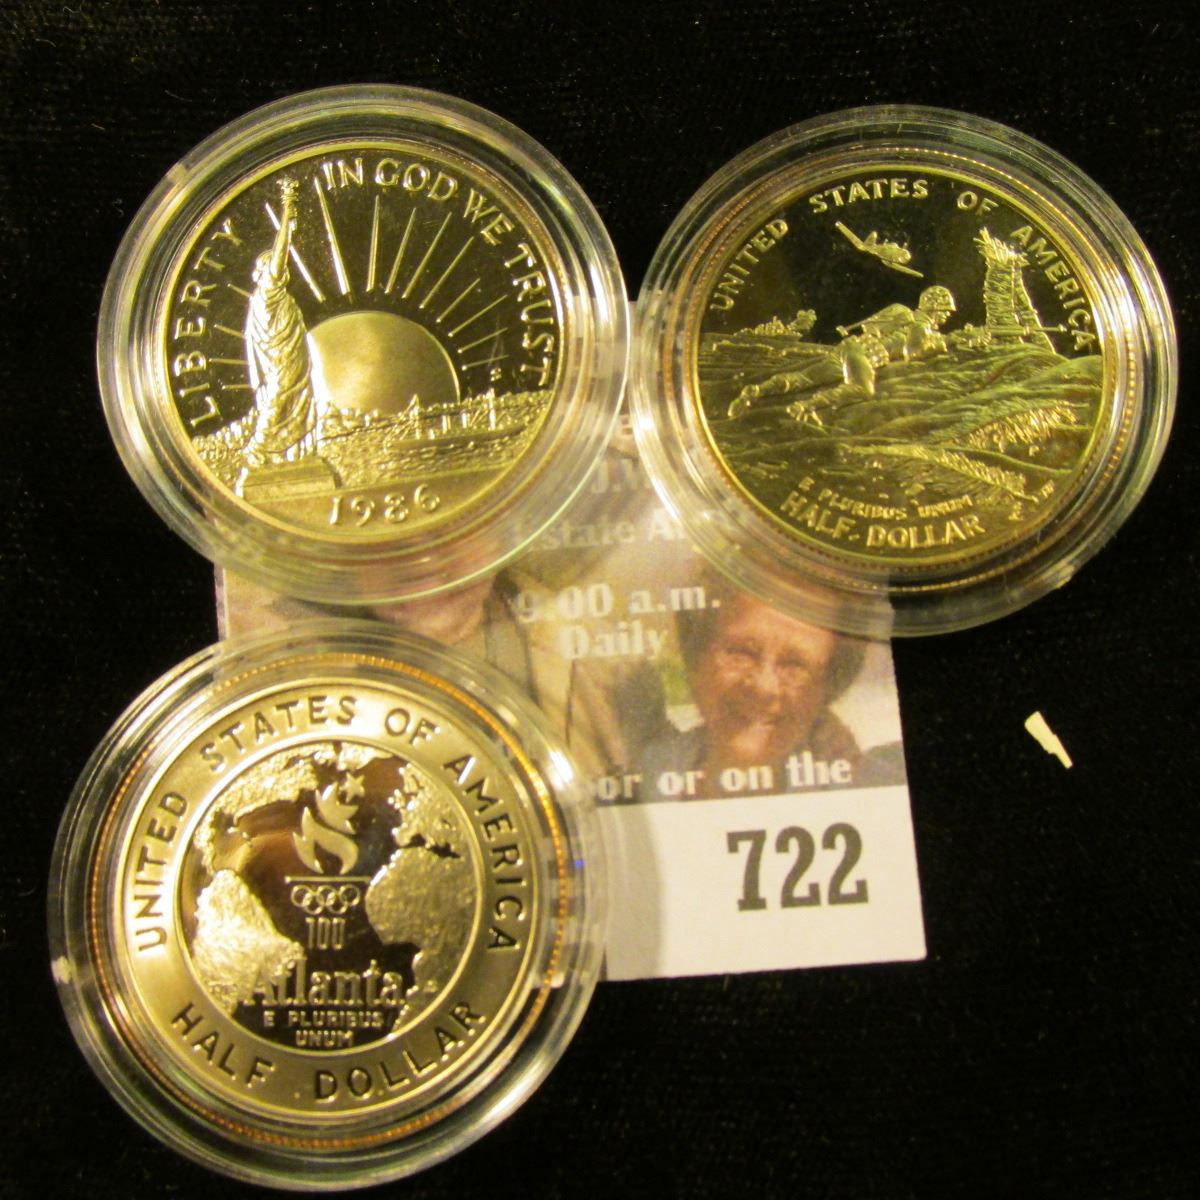 LIBERTY
IN GOD WE TRUST
1986
UNITED STATES OF AMERICA
E PLURIBUS UNUM
HALF DOLLAR
Estate
9:00 a.m.
Daily
or on the
722
UNITED STATES OF AMERICA
100
Atlanta
E PLURIBUS
UNUM
HALF DOLLAR